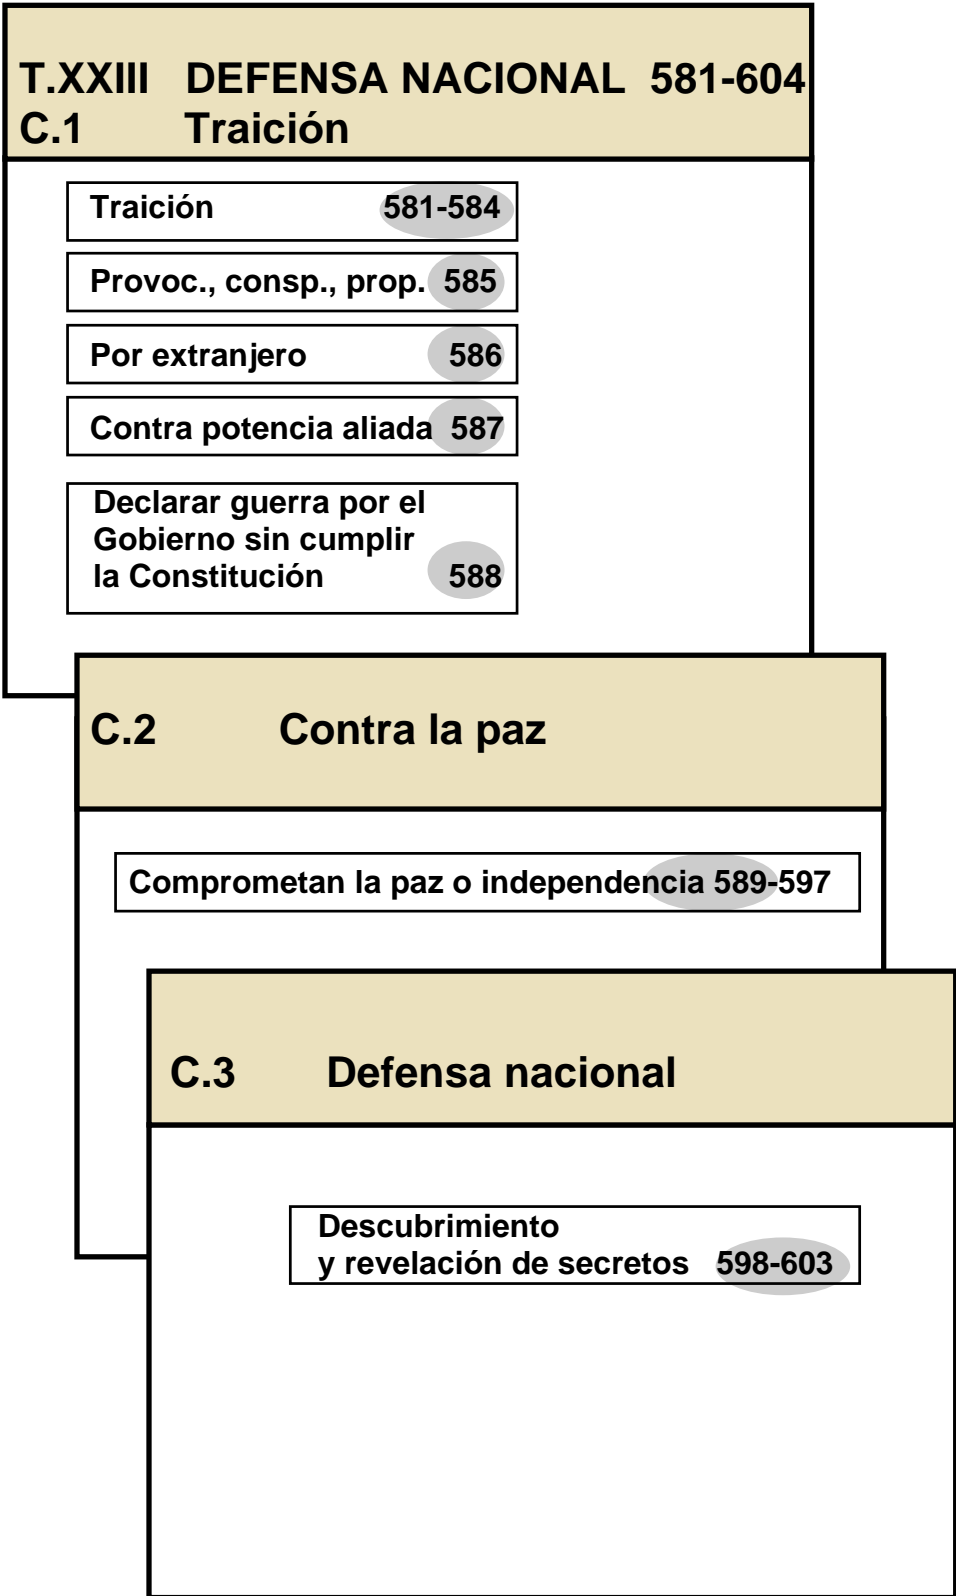 T.XXIII DEFENSA NACIONAL 581-604
C.1 Traición
Traición 581-584
Provoc., consp., prop. 585
Por extranjero 586
Contra potencia aliada 587
Declarar guerra por el
Gobierno sin cumplir
la Constitución 588
C.2 Contra la paz
Comprometan la paz o independencia 589-597
C.3 Defensa nacional
Descubrimiento
y revelación de secretos 598-603